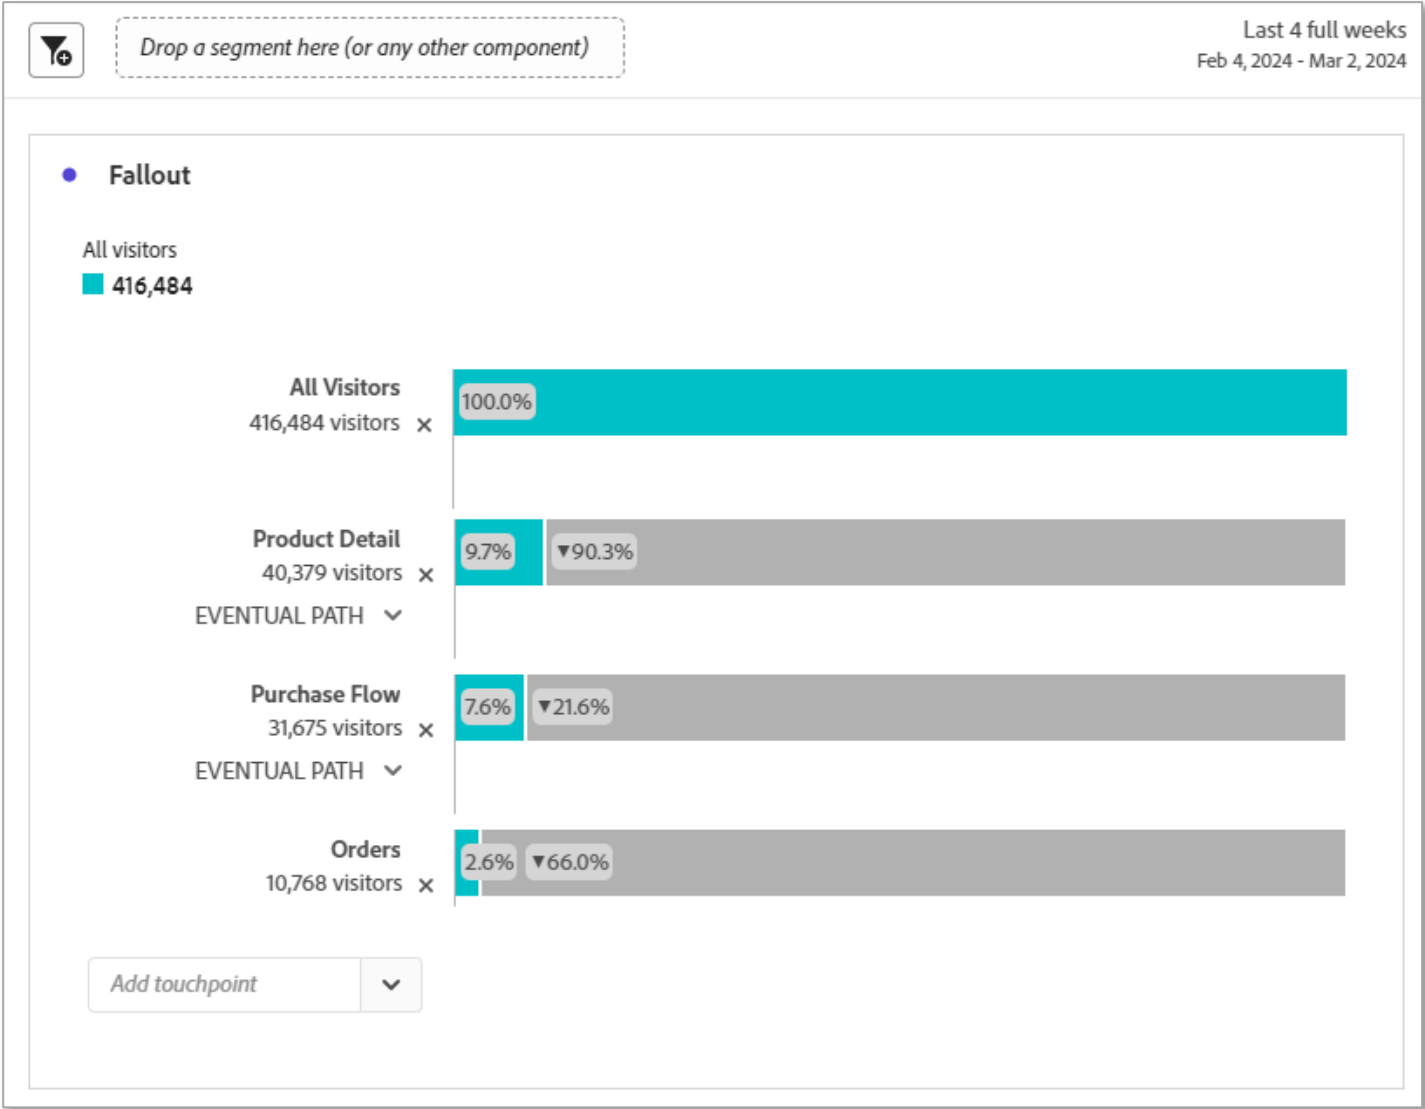 Drop a segment here (or any other component)
Last 4 full weeks
Feb 4, 2024 - Mar 2, 2024
Fallout
All visitors
416,484
All Visitors
416,484 visitors
100.0%
Product Detail
40,379 visitors
EVENTUAL PATH
9.7% ▼90.3%
Purchase Flow
31,675 visitors
EVENTUAL PATH
7.6% ▼21.6%
Orders
10,768 visitors
2.6% ▼66.0%
Add touchpoint